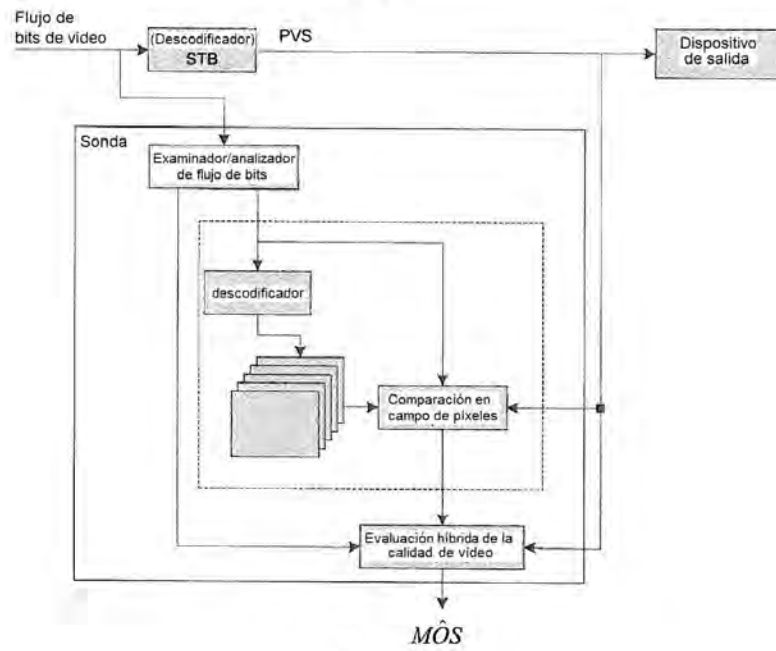 Flujo de
bits de vídeo
(Descodificador)
STB
PVS
Dispositivo
de salida
Sonda
Examinador/analizador
de flujo de bits
descodificador
Comparación en
campo de píxeles
Evaluación híbrida de la
calidad de vídeo
MÔS